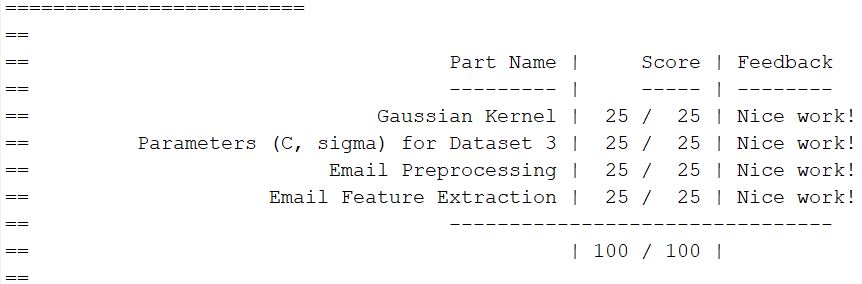 =========================
==
== Part Name | Score | Feedback
== --------- | ----- | --------
== Gaussian Kernel | 25 / 25 | Nice work!
== Parameters (C, sigma) for Dataset 3 | 25 / 25 | Nice work!
== Email Preprocessing | 25 / 25 | Nice work!
== Email Feature Extraction | 25 / 25 | Nice work!
== --------------------------------
== | 100 / 100 |
==